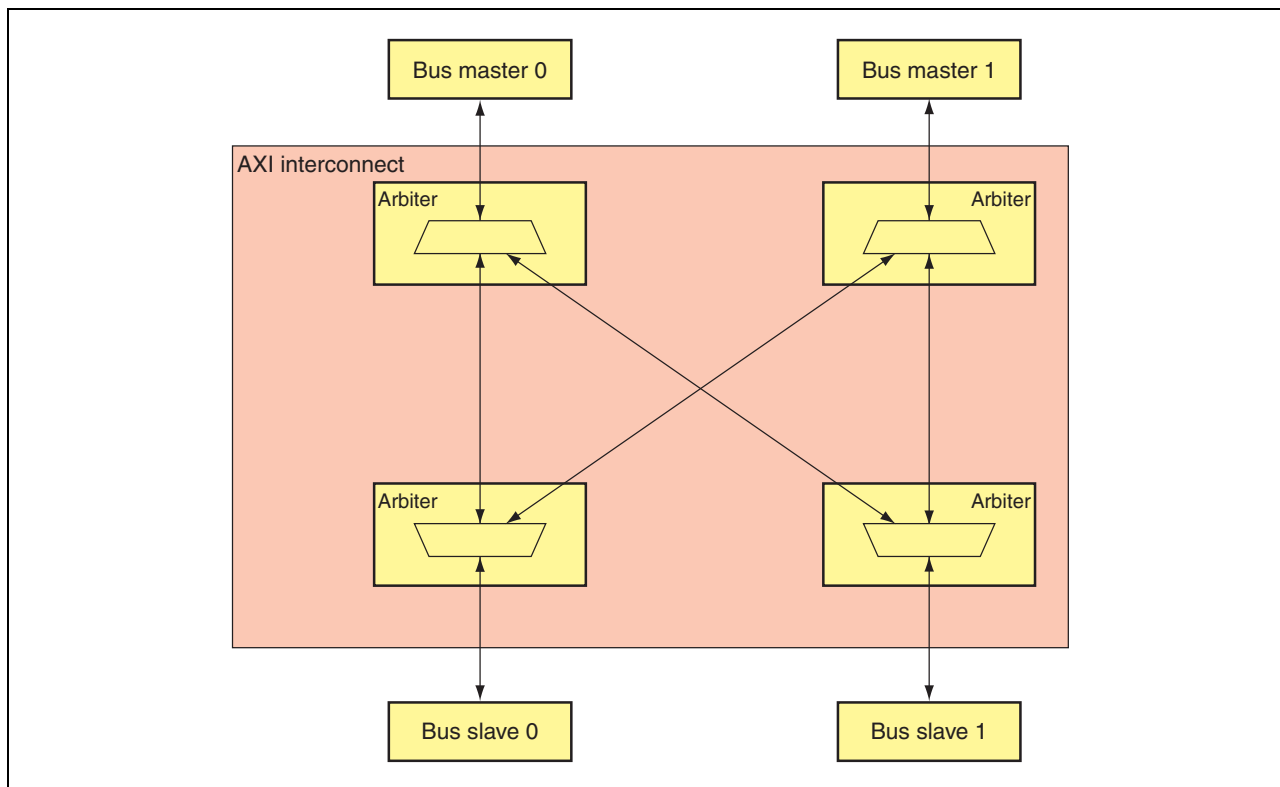 Bus master 0
Bus master 1
AXI interconnect
Arbiter
Arbiter
Arbiter
Arbiter
Bus slave 0
Bus slave 1